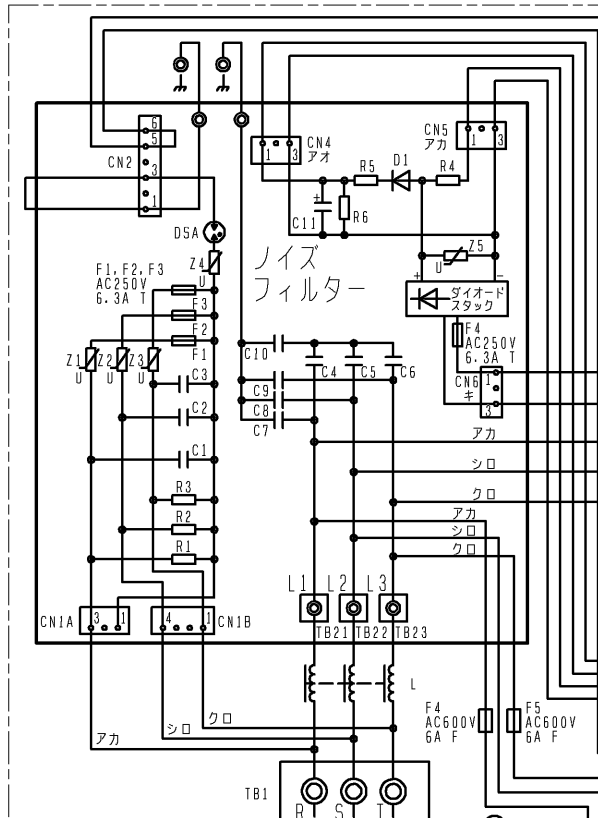 6
5
3
1
CN2
DSA
Z4
U
F1, F2, F3
AC250V
6.3A T
F3
F2
F1
Z1
U
Z2
U
Z3
U
C3
C2
C1
R3
R2
R1
CN1A
3
1
4
1
CN1B
CN4
アオ
1
3
CN5
アカ
1
3
R5
D1
R4
+
C11
R6
ノイズ
フィルター
Z5
U
+
-
ダイオード
スタック
F4
AC250V
6.3A T
CN6
キ
1
3
C10
C9
C8
C7
C4
C5
C6
アカ
シロ
クロ
アカ
シロ
クロ
L1
L2
L3
TB21
TB22
TB23
L
クロ
シロ
アカ
F4
AC600V
6A F
F5
AC600V
6A F
TB1
R
S
T